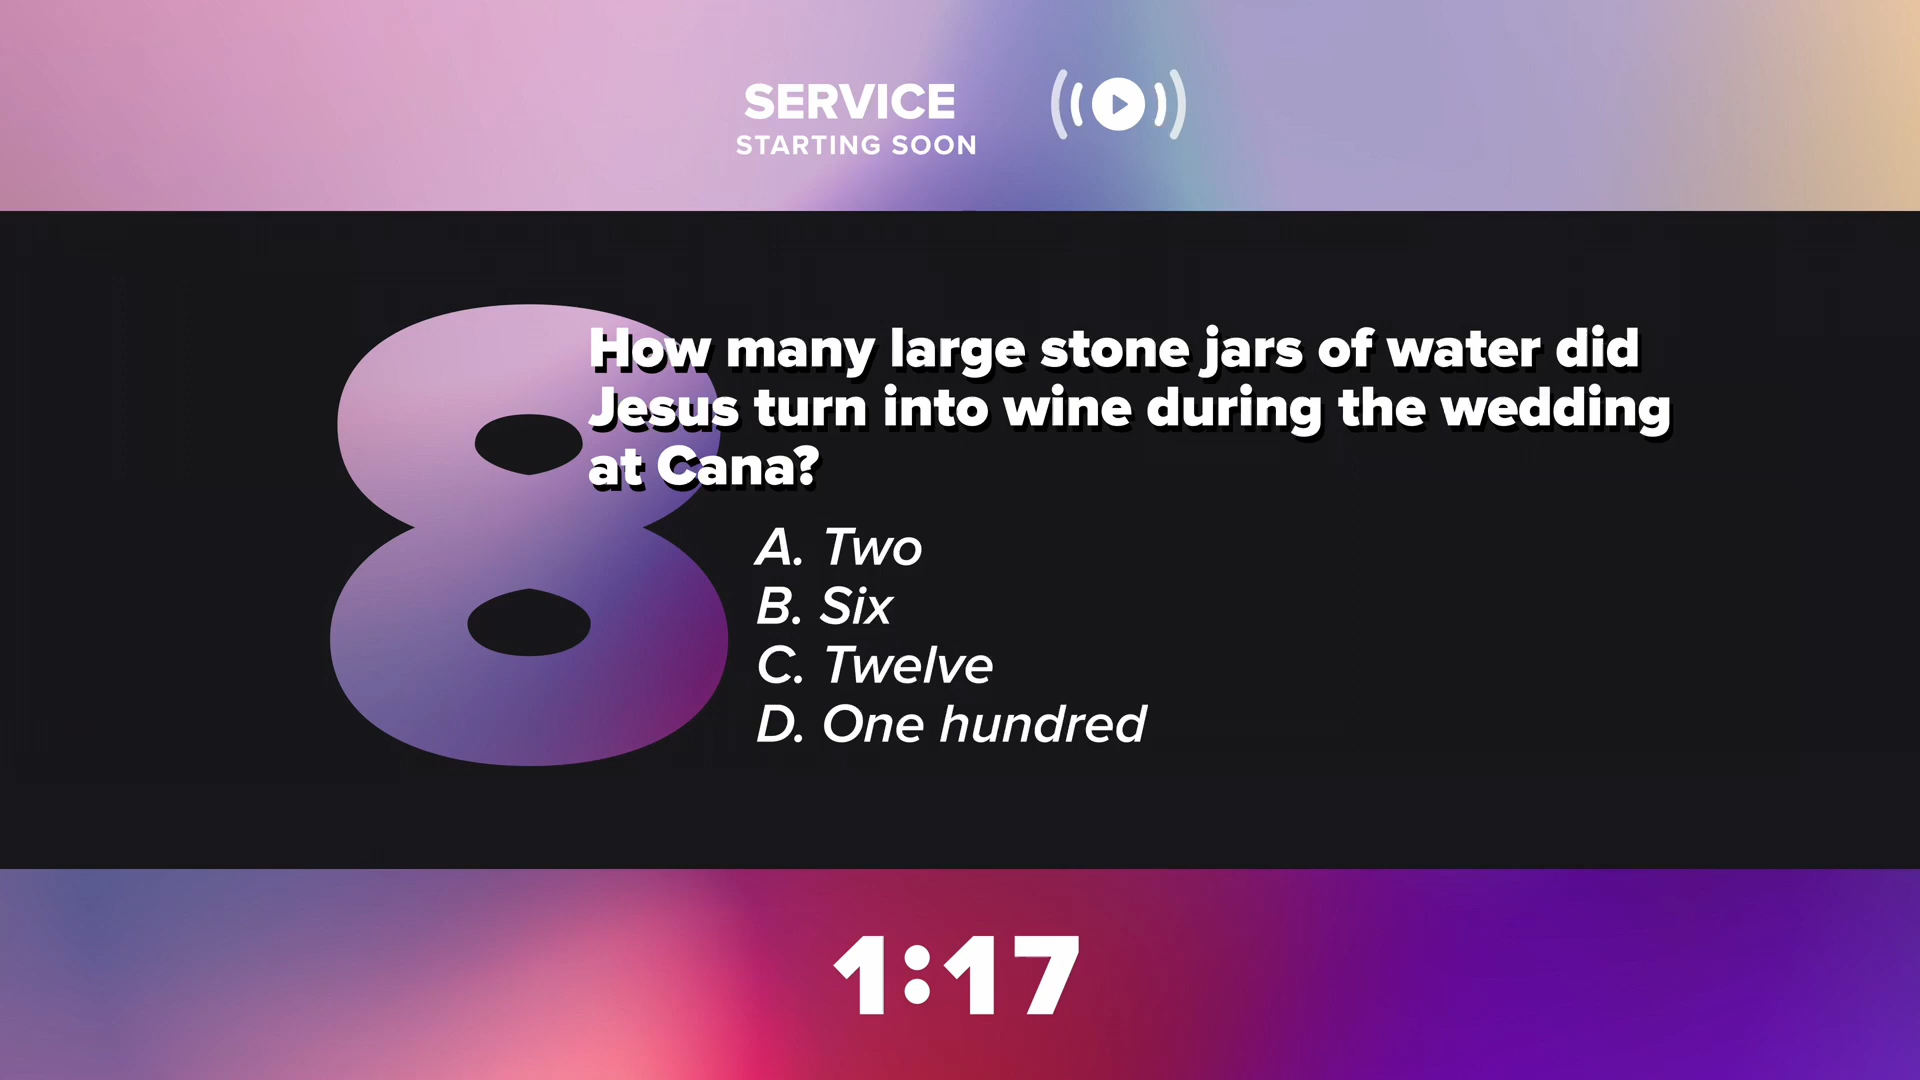 SERVICE
STARTING SOON
8
How many large stone jars of water did
Jesus turn into wine during the wedding
at Cana?
A. Two
B. Six
C. Twelve
D. One hundred
1:17